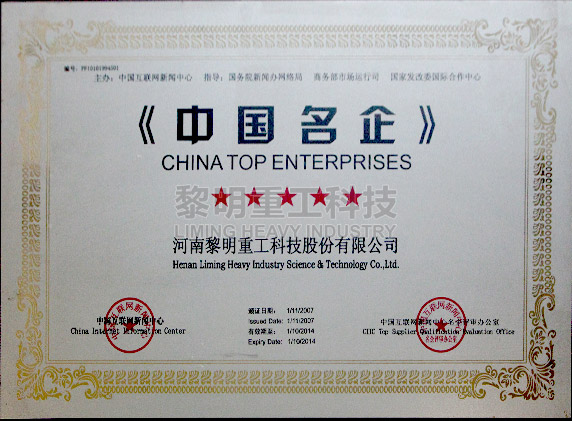 编号: PF10101994501
主办: 中国互联网新闻中心 指导: 国务院新闻办网络局 商务部市场运行司 国家发改委国际合作中心
《中国名企》
CHINA TOP ENTERPRISES
黎明重工科技
LIMING HEAVY INDUSTRY
河南黎明重工科技股份有限公司
Henan Liming Heavy Industry Science & Technology Co.,Ltd.
颁证日期: 1/11/2007
Issued Date: 1/11/2007
有效期至: 1/10/2014
Expiry Date: 1/10/2014
中国互联网新闻中心
China Internet Information Center
中国互联网新闻中心名企评审办公室
CIIC Top Supplier Qualification Evaluation Office